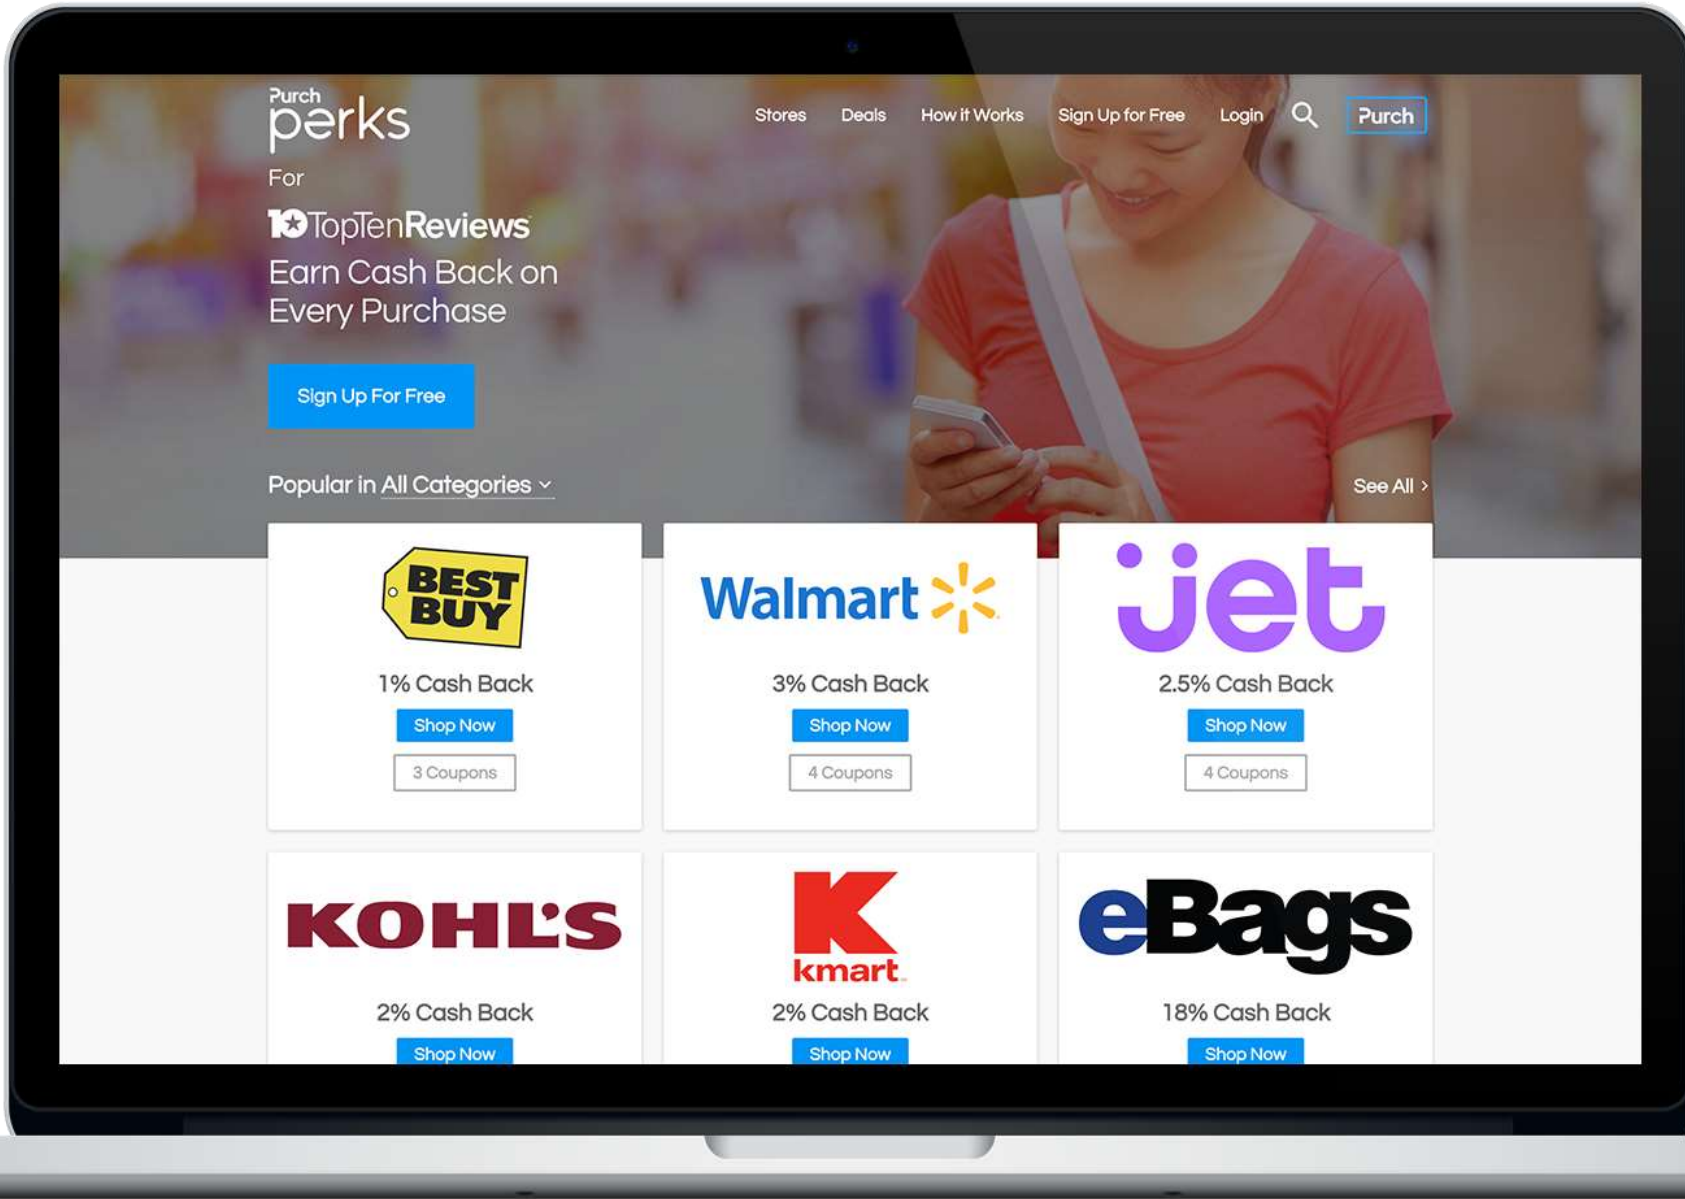 Purch
perks
Stores Deals How it Works Sign Up for Free Login Purch
For
10 TopTenReviews
Earn Cash Back on
Every Purchase
Sign Up For Free
Popular in All Categories
See All
BEST
BUY
1% Cash Back
Shop Now
3 Coupons
Walmart
3% Cash Back
Shop Now
4 Coupons
jet
2.5% Cash Back
Shop Now
4 Coupons
KOHL'S
2% Cash Back
Shop Now
K
kmart
2% Cash Back
Shop Now
eBags
18% Cash Back
Shop Now